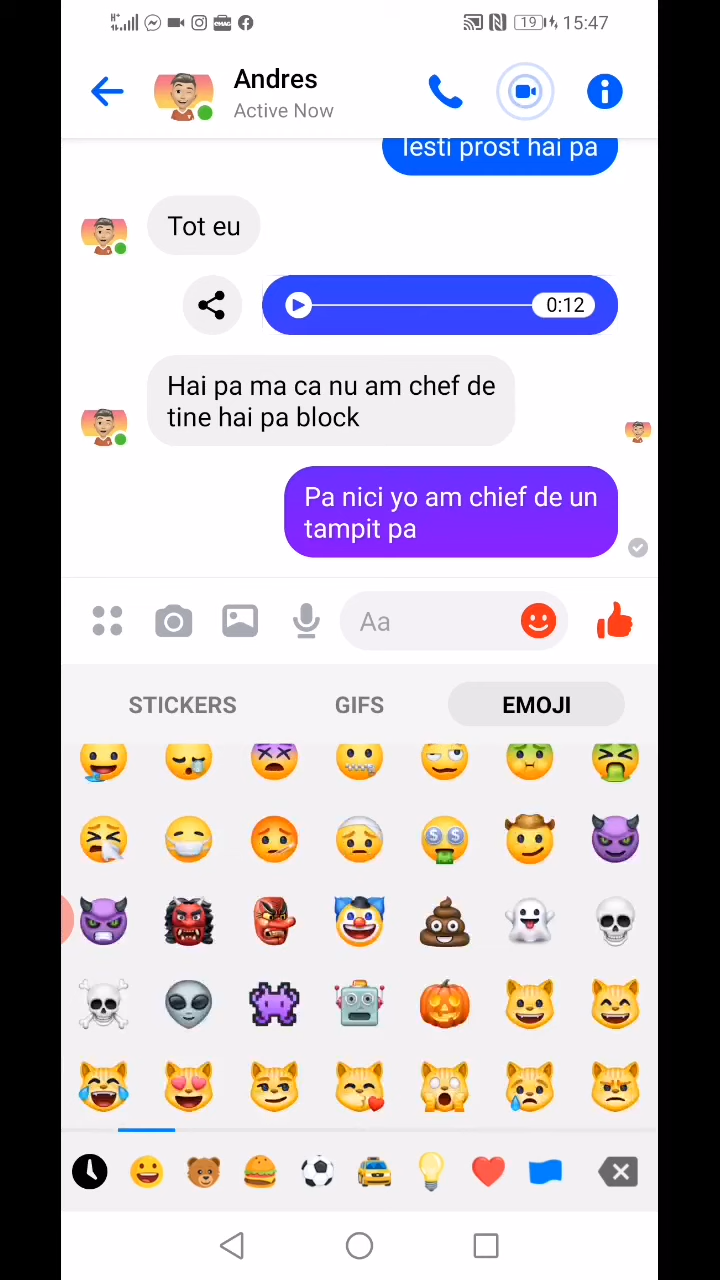 19
15:47
Andres
Active Now
Iesti prost hai pa
Tot eu
0:12
Hai pa ma ca nu am chef de
tine hai pa block
Pa nici yo am chief de un
tampit pa
Aa
STICKERS
GIFS
EMOJI